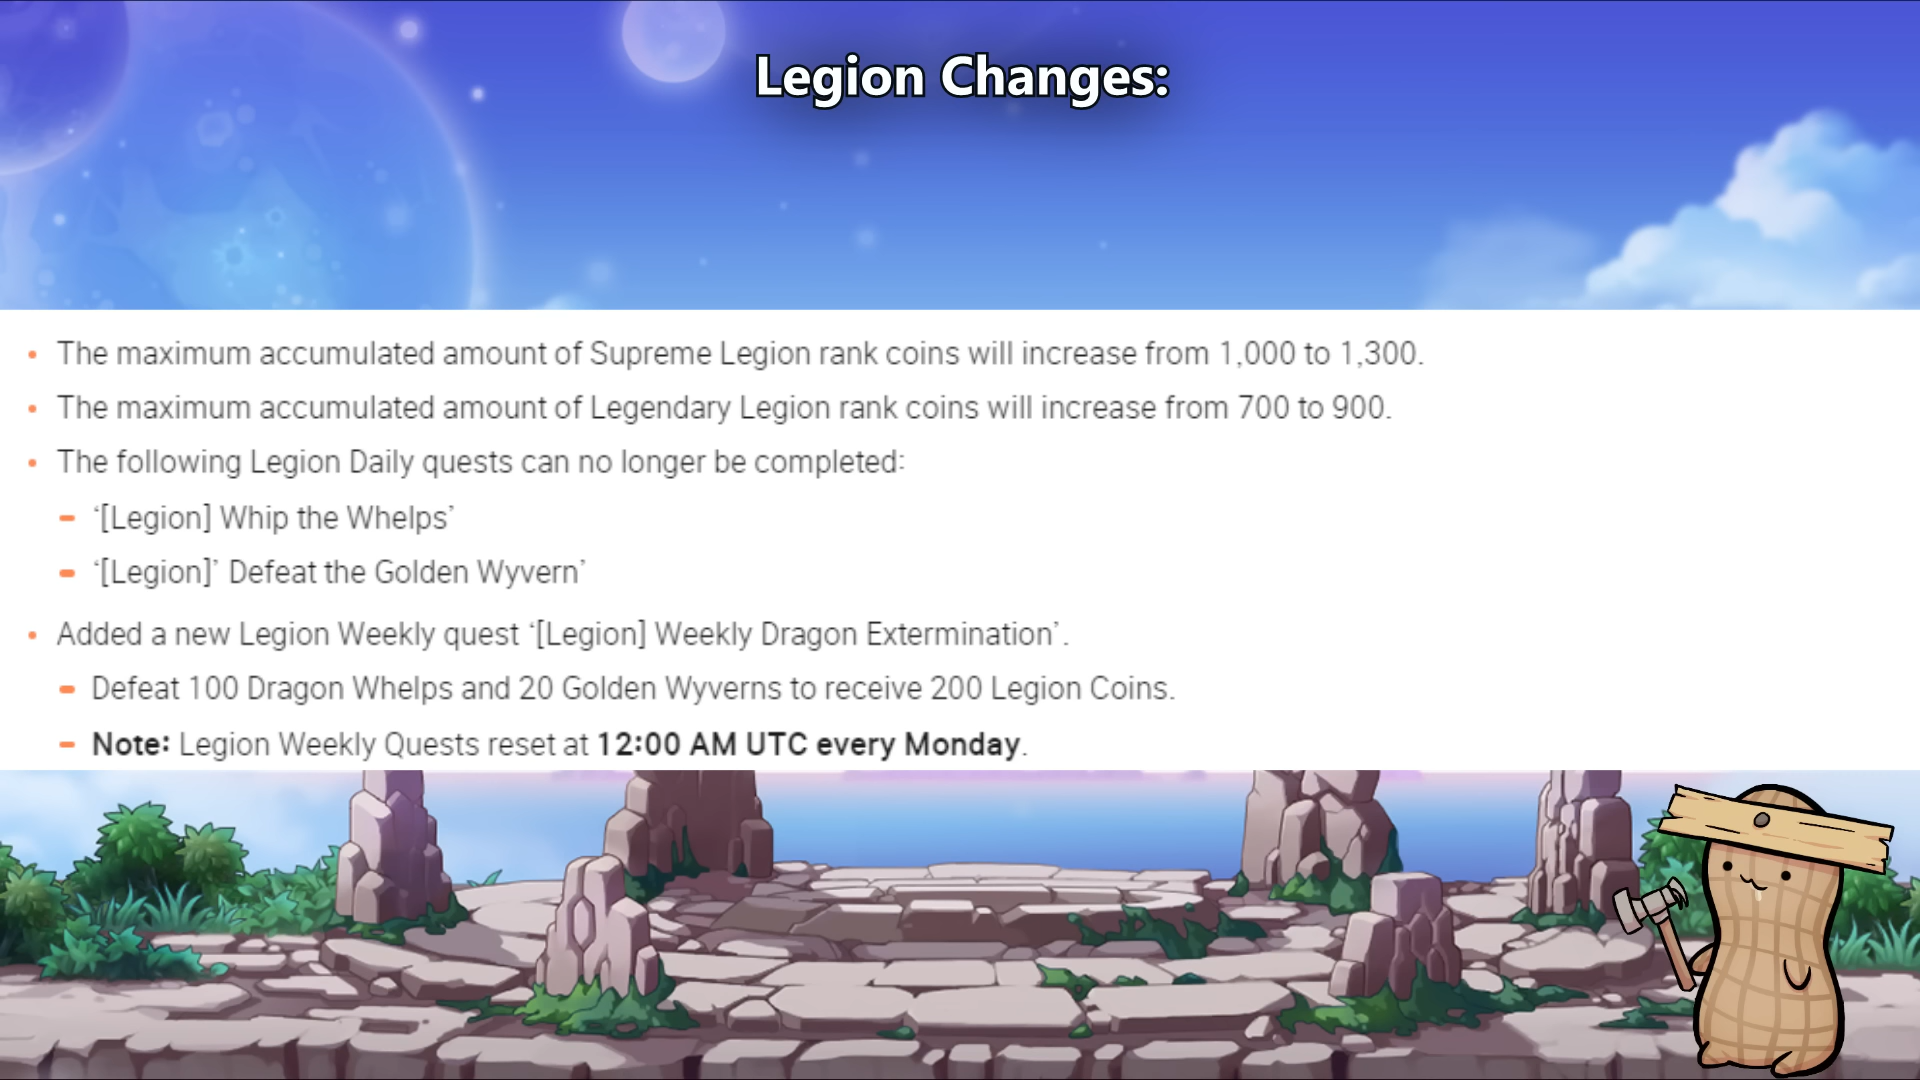 Legion Changes:
• The maximum accumulated amount of Supreme Legion rank coins will increase from 1,000 to 1,300.
• The maximum accumulated amount of Legendary Legion rank coins will increase from 700 to 900.
• The following Legion Daily quests can no longer be completed:
– ‘[Legion] Whip the Whelps’
– ‘[Legion]’ Defeat the Golden Wyvern’
• Added a new Legion Weekly quest ‘[Legion] Weekly Dragon Extermination’.
– Defeat 100 Dragon Whelps and 20 Golden Wyverns to receive 200 Legion Coins.
– Note: Legion Weekly Quests reset at 12:00 AM UTC every Monday.